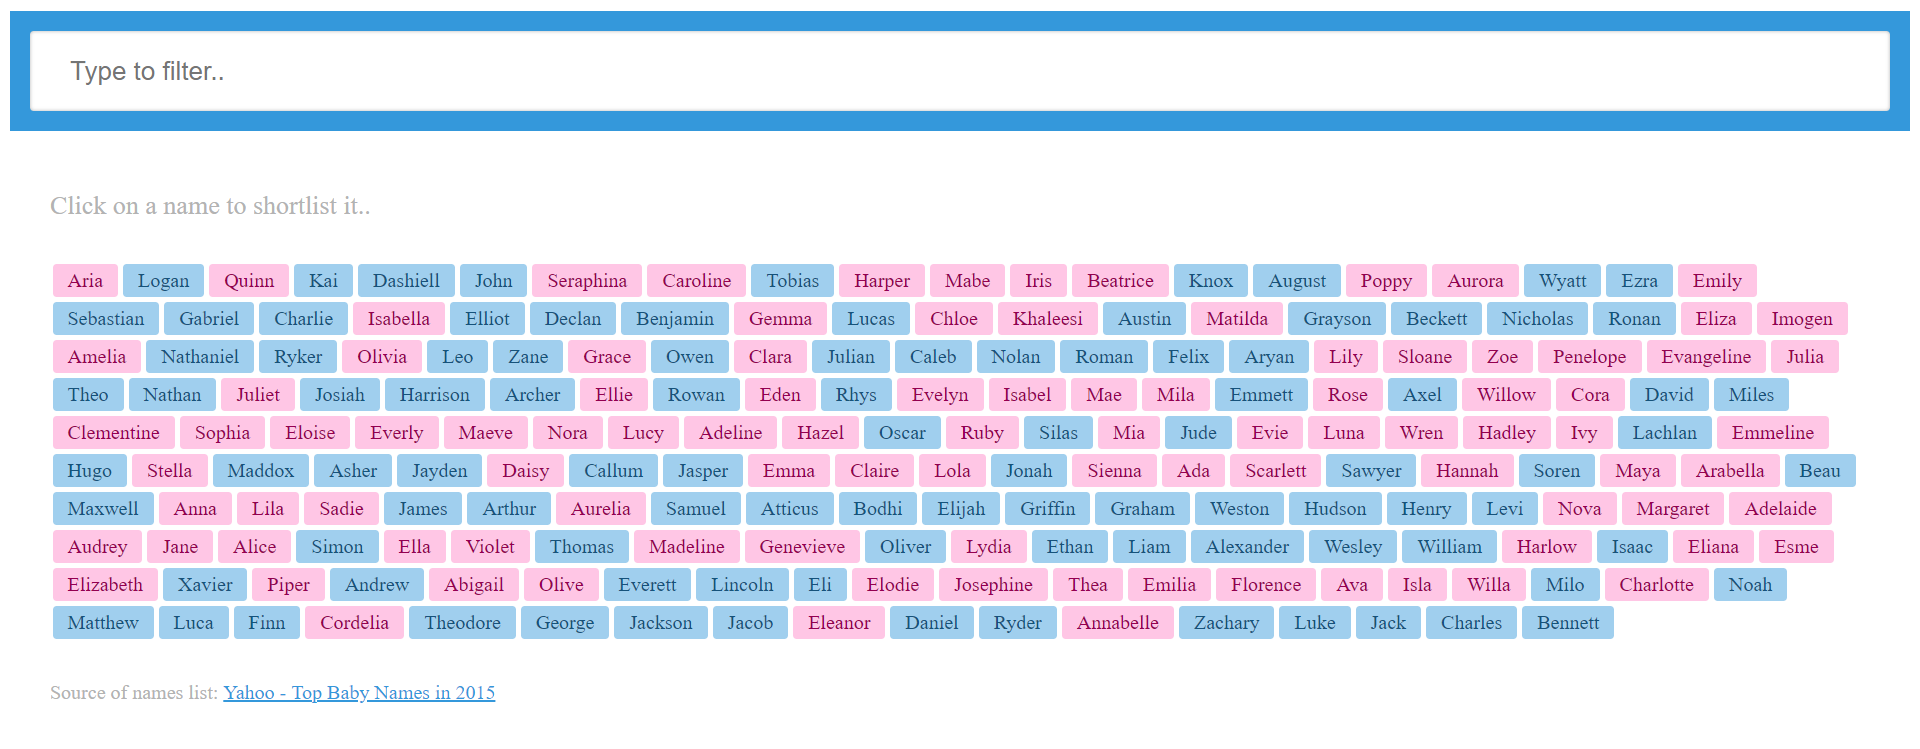 Type to filter..
Click on a name to shortlist it..
Aria Logan Quinn Kai Dashiell John Seraphina Caroline Tobias Harper Mabe Iris Beatrice Knox August Poppy Aurora Wyatt Ezra Emily
Sebastian Gabriel Charlie Isabella Elliot Declan Benjamin Gemma Lucas Chloe Khaleesi Austin Matilda Grayson Beckett Nicholas Ronan Eliza Imogen
Amelia Nathaniel Ryker Olivia Leo Zane Grace Owen Clara Julian Caleb Nolan Roman Felix Aryan Lily Sloane Zoe Penelope Evangeline Julia
Theo Nathan Juliet Josiah Harrison Archer Ellie Rowan Eden Rhys Evelyn Isabel Mae Mila Emmett Rose Axel Willow Cora David Miles
Clementine Sophia Eloise Everly Maeve Nora Lucy Adeline Hazel Oscar Ruby Silas Mia Jude Evie Luna Wren Hadley Ivy Lachlan Emmeline
Hugo Stella Maddox Asher Jayden Daisy Callum Jasper Emma Claire Lola Jonah Sienna Ada Scarlett Sawyer Hannah Soren Maya Arabella Beau
Maxwell Anna Lila Sadie James Arthur Aurelia Samuel Atticus Bodhi Elijah Griffin Graham Weston Hudson Henry Levi Nova Margaret Adelaide
Audrey Jane Alice Simon Ella Violet Thomas Madeline Genevieve Oliver Lydia Ethan Liam Alexander Wesley William Harlow Isaac Eliana Esme
Elizabeth Xavier Piper Andrew Abigail Olive Everett Lincoln Eli Elodie Josephine Thea Emilia Florence Ava Isla Willa Milo Charlotte Noah
Matthew Luca Finn Cordelia Theodore George Jackson Jacob Eleanor Daniel Ryder Annabelle Zachary Luke Jack Charles Bennett
Source of names list: Yahoo - Top Baby Names in 2015